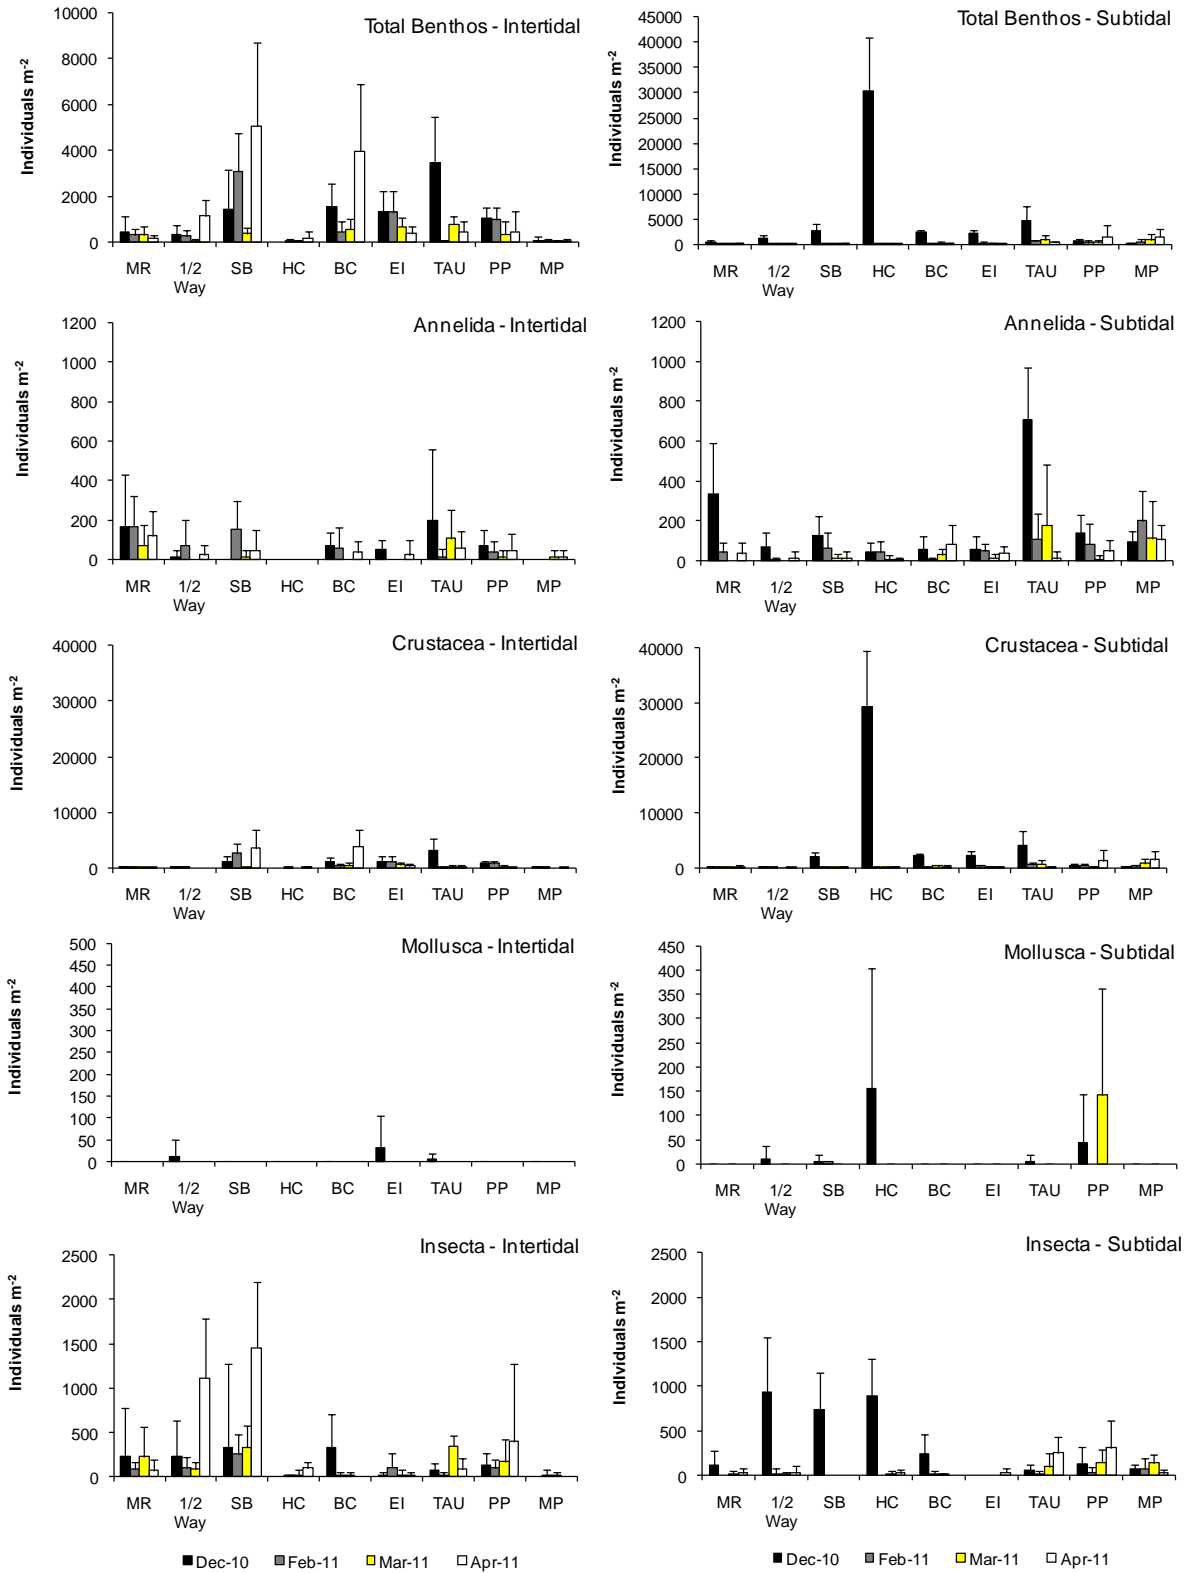 Total Benthos - Intertidal
Individuals m-2
10000
8000
6000
4000
2000
0
MR 1/2 Way SB HC BC EI TAU PP MP
Total Benthos - Subtidal
Individuals m-2
45000
40000
35000
30000
25000
20000
15000
10000
5000
0
MR 1/2 Way SB HC BC EI TAU PP MP
Annelida - Intertidal
Individuals m-2
1200
1000
800
600
400
200
0
MR 1/2 Way SB HC BC EI TAU PP MP
Annelida - Subtidal
Individuals m-2
1200
1000
800
600
400
200
0
MR 1/2 Way SB HC BC EI TAU PP MP
Crustacea - Intertidal
Individuals m-2
40000
30000
20000
10000
0
MR 1/2 Way SB HC BC EI TAU PP MP
Crustacea - Subtidal
Individuals m-2
40000
30000
20000
10000
0
MR 1/2 Way SB HC BC EI TAU PP MP
Mollusca - Intertidal
Individuals m-2
500
450
400
350
300
250
200
150
100
50
0
MR 1/2 Way SB HC BC EI TAU PP MP
Mollusca - Subtidal
Individuals m-2
450
400
350
300
250
200
150
100
50
0
MR 1/2 Way SB HC BC EI TAU PP MP
Insecta - Intertidal
Individuals m-2
2500
2000
1500
1000
500
0
MR 1/2 Way SB HC BC EI TAU PP MP
Dec-10 Feb-11 Mar-11 Apr-11
Insecta - Subtidal
Individuals m-2
2500
2000
1500
1000
500
0
MR 1/2 Way SB HC BC EI TAU PP MP
Dec-10 Feb-11 Mar-11 Apr-11